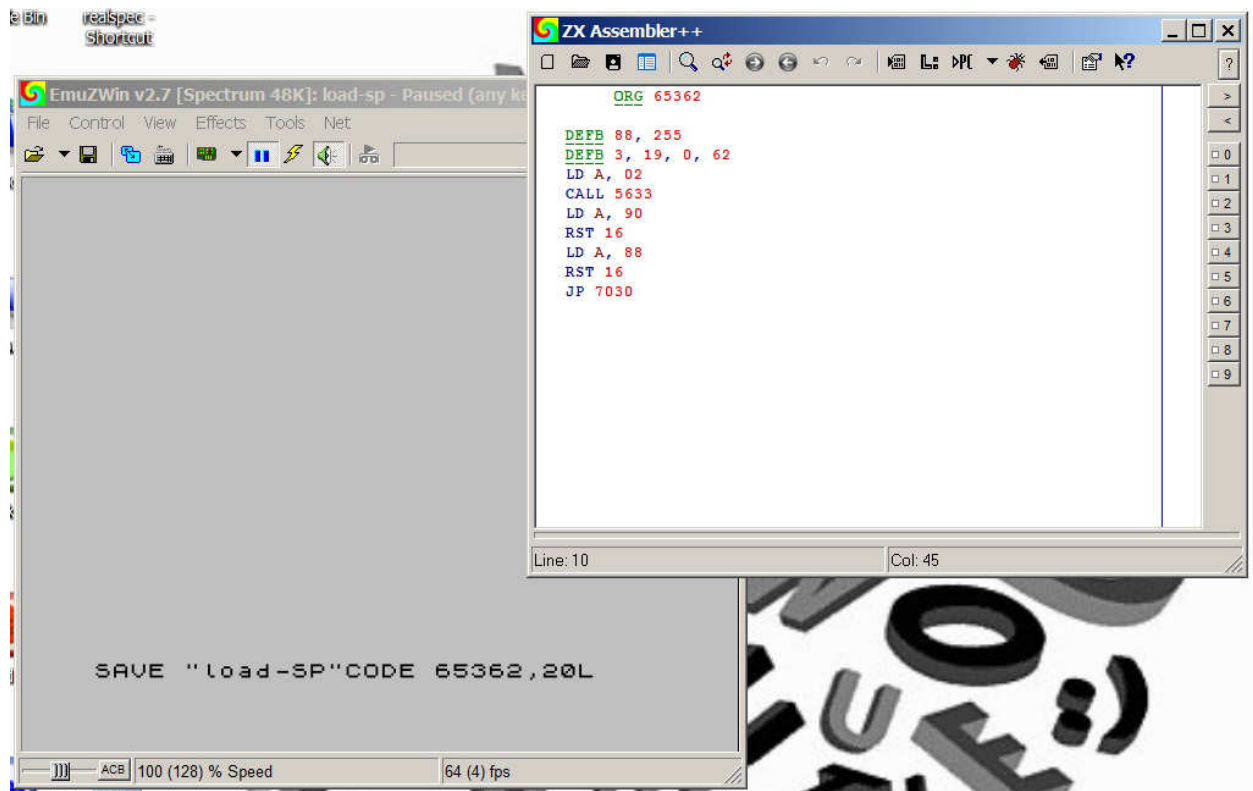 e Bin
realspec -
Shortcut
ZX Assembler++
EmuZWin v2.7 [Spectrum 48K]: load-sp - Paused (any ke
File Control View Effects Tools Net
ORG 65362
DEFB 88, 255
DEFB 3, 19, 0, 62
LD A, 02
CALL 5633
LD A, 90
RST 16
LD A, 88
RST 16
JP 7030
>
<
0
1
2
3
4
5
6
7
8
9
Line: 10
Col: 45
SAVE "load-SP"CODE 65362,20L
ACB
100 (128) % Speed
64 (4) fps